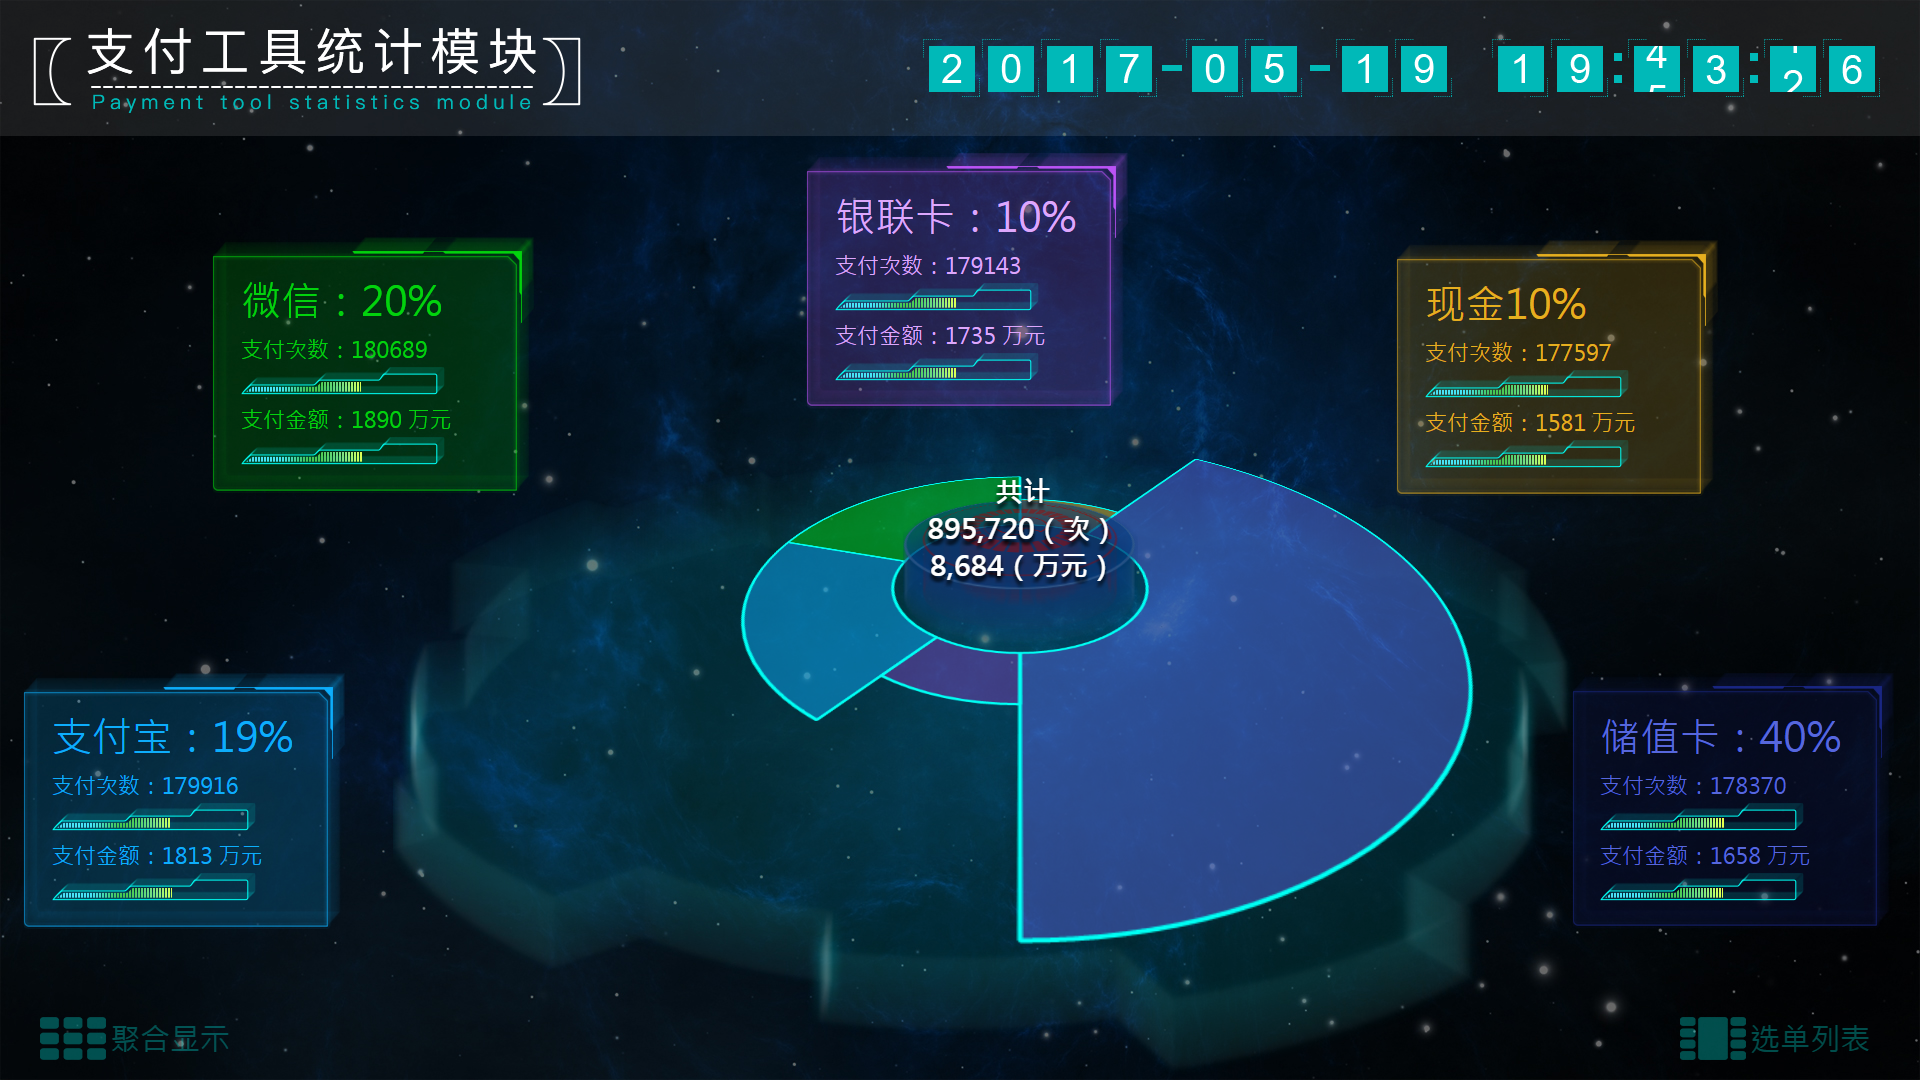 支付工具统计模块
Payment tool statistics module
2017-05-19 19:43:26
银联卡：10%
支付次数：179143
支付金额：1735 万元
微信：20%
支付次数：180689
支付金额：1890 万元
现金10%
支付次数：177597
支付金额：1581 万元
共计
895,720（次）
8,684（万元）
支付宝：19%
支付次数：179916
支付金额：1813 万元
储值卡：40%
支付次数：178370
支付金额：1658 万元
聚合显示
选单列表